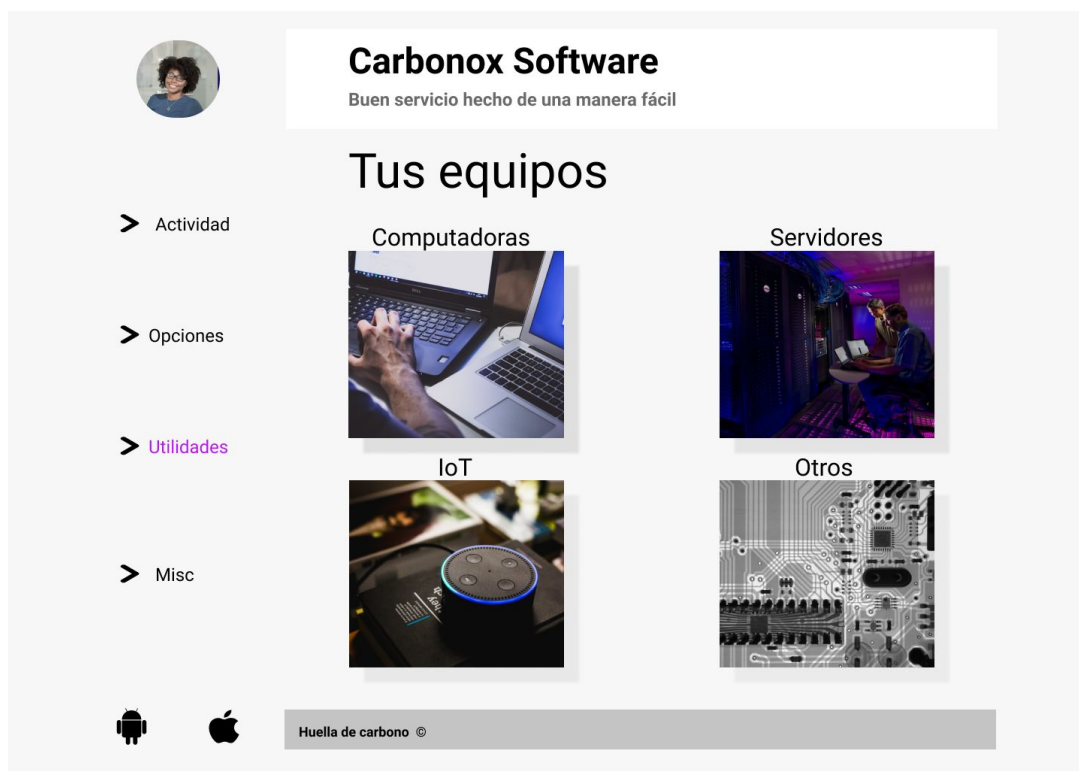 Carbonox Software
Buen servicio hecho de una manera fácil
Tus equipos
Actividad
Opciones
Utilidades
Misc
Computadoras
Servidores
IoT
Otros
Huella de carbono ©